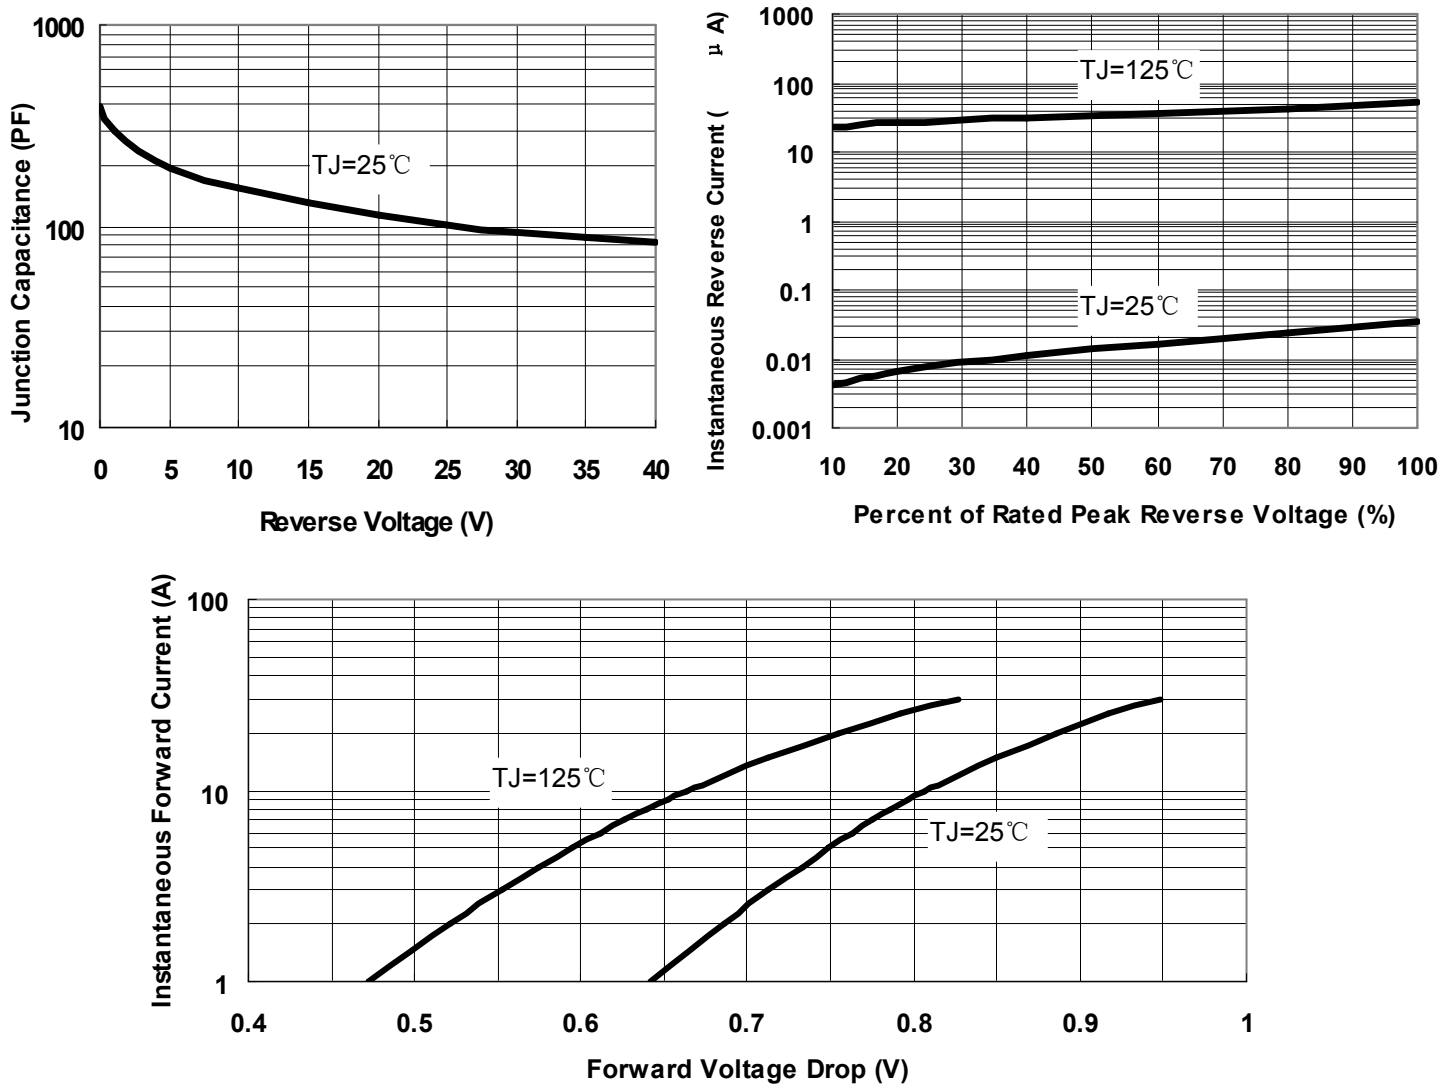 Junction Capacitance (PF)
1000
100
10
TJ=25℃
0 5 10 15 20 25 30 35 40
Reverse Voltage (V)
Instantaneous Reverse Current ( μ A)
1000
100
10
1
0.1
0.01
0.001
TJ=125℃
TJ=25℃
10 20 30 40 50 60 70 80 90 100
Percent of Rated Peak Reverse Voltage (%)
Instantaneous Forward Current (A)
100
10
1
TJ=125℃
TJ=25℃
0.4 0.5 0.6 0.7 0.8 0.9 1
Forward Voltage Drop (V)